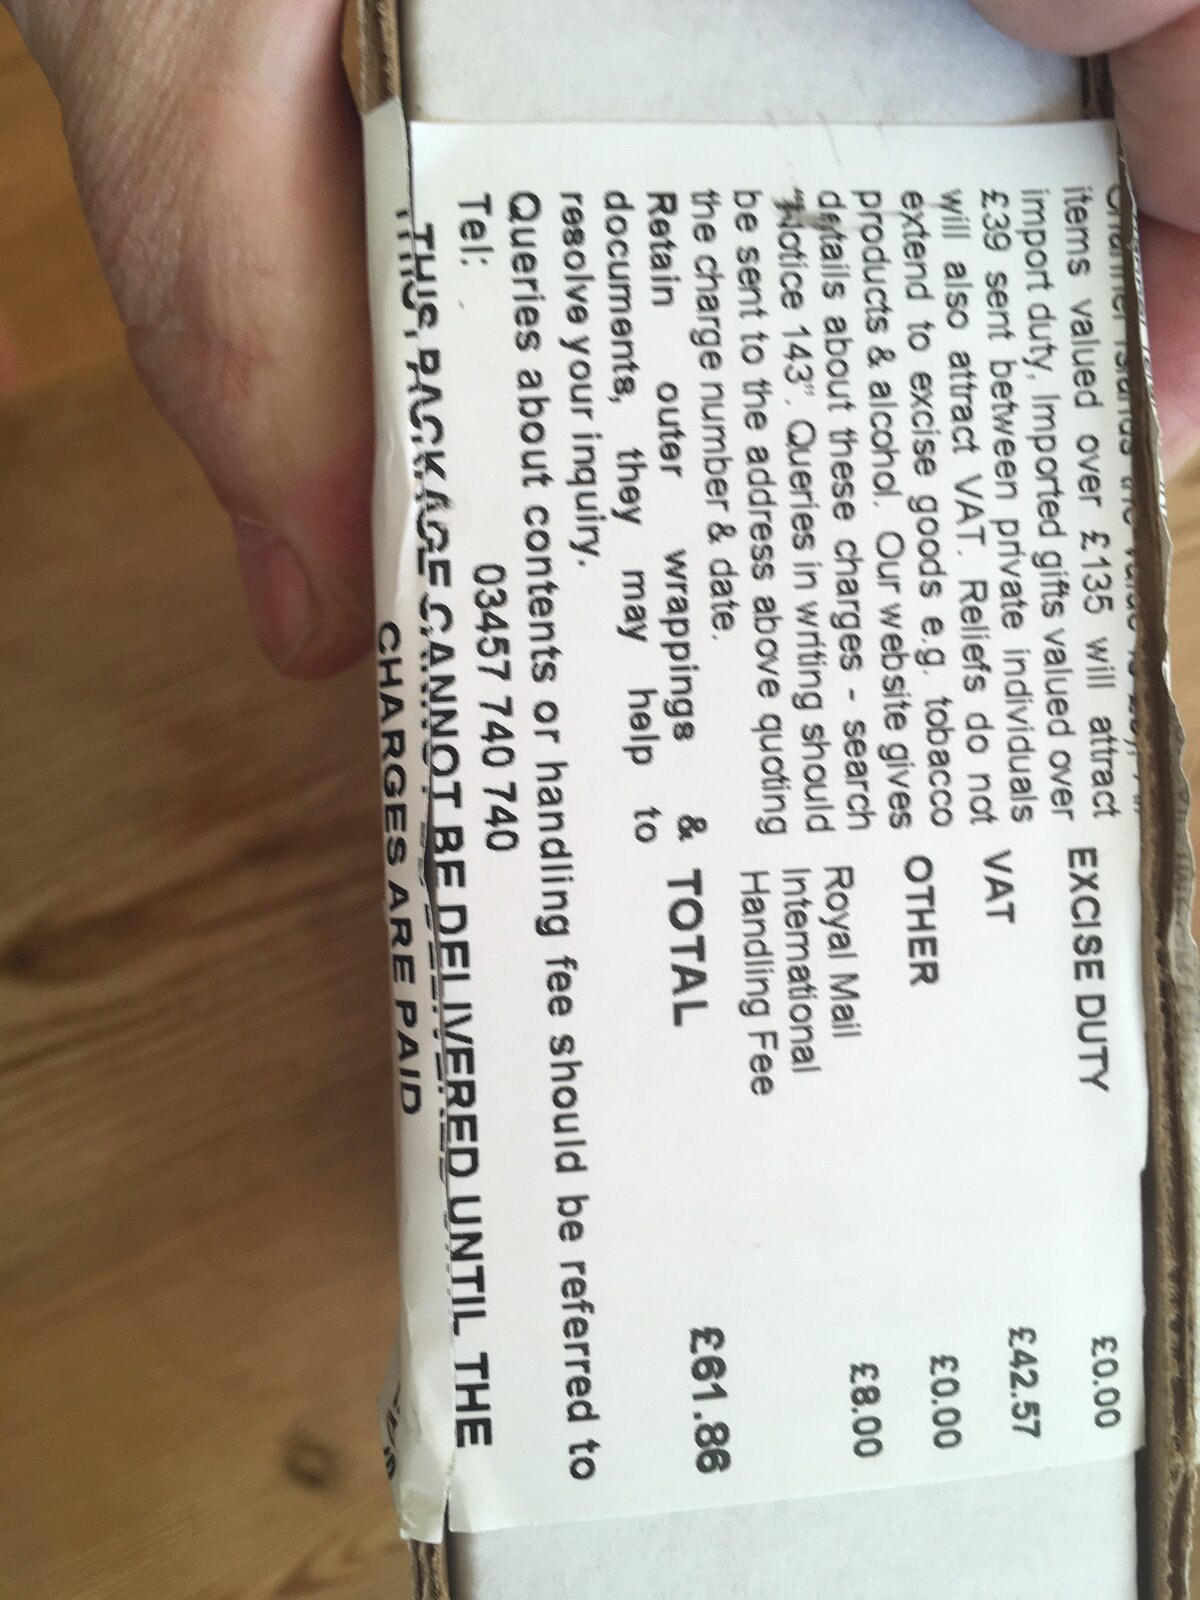 items valued over £135 will attract
import duty, Imported gifts valued over
£39 sent between private individuals
will also attract VAT. Reliefs do not
extend to excise goods e.g. tobacco
products & alcohol. Our website gives
details about these charges - search
"Notice 143". Queries in writing should
be sent to the address above quoting
the charge number & date.
Retain outer wrappings &
documents, they may help to
resolve your inquiry.
EXCISE DUTY £0.00
VAT £42.57
OTHER £0.00
Royal Mail £8.00
International
Handling Fee
TOTAL £61.86
Queries about contents or handling fee should be referred to
Tel: 03457 740 740
THIS PACKAGE CANNOT BE DELIVERED UNTIL THE
CHARGES ARE PAID